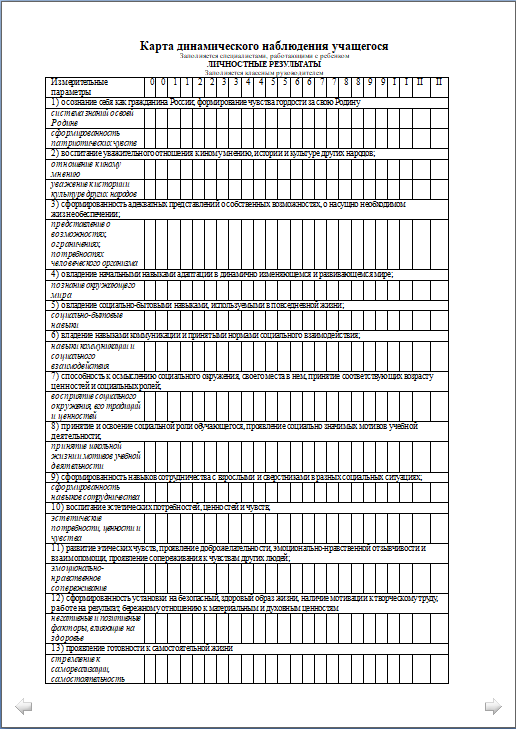 Карта динамического наблюдения учащегося
Заполняется специалистами, работающими с ребенком
ЛИЧНОСТНЫЕ РЕЗУЛЬТАТЫ
Заполняется классным руководителем
Измерительные параметры 0 0 1 1 2 2 3 3 4 4 5 5 6 6 7 7 8 8 9 9 I I II II
1) осознание себя как гражданина России, формирование чувства гордости за свою Родину
система знаний о своей
Родине
сформированность
патриотических чувств
2) воспитание уважительного отношения к иному мнению, истории и культуре других народов;
отношение к иному
мнению
уважение к истории и
культуре других народов
3) сформированность адекватных представлений о собственных возможностях, о насущно необходимом
жизнеобеспечении;
представление о
возможностях,
ограничениях,
потребностях
человеческого организма
4) овладение начальными навыками адаптации в динамично изменяющемся и развивающемся мире;
познание окружающего
мира
5) овладение социально-бытовыми навыками, используемыми в повседневной жизни;
социально-бытовые
навыки
6) владение навыками коммуникации и принятыми нормами социального взаимодействия;
навыки коммуникации и
социального
взаимодействия
7) способность к осмыслению социального окружения, своего места в нем, принятие соответствующих возрасту
ценностей и социальных ролей;
восприятие социального
окружения, его традиций
и ценностей
8) принятие и освоение социальной роли обучающегося, проявление социально значимых мотивов учебной
деятельности;
принятие школьной
жизни и мотивов учебной
деятельности
9) сформированность навыков сотрудничества с взрослыми и сверстниками в разных социальных ситуациях;
сформированность
навыков сотрудничества
10) воспитание эстетических потребностей, ценностей и чувств;
эстетические
потребности, ценности и
чувства
11) развитие этических чувств, проявление доброжелательности, эмоционально-нравственной отзывчивости и
взаимопомощи, проявление сопереживания к чувствам других людей;
эмоционально-
нравственное
сопереживание
12) сформированность установки на безопасный, здоровый образ жизни, наличие мотивации к творческому труду,
работе на результат, бережному отношению к материальным и духовным ценностям
негативные и позитивные
факторы, влияющие на
здоровье
13) проявление готовности к самостоятельной жизни
стремление к
самореализации,
самостоятельность